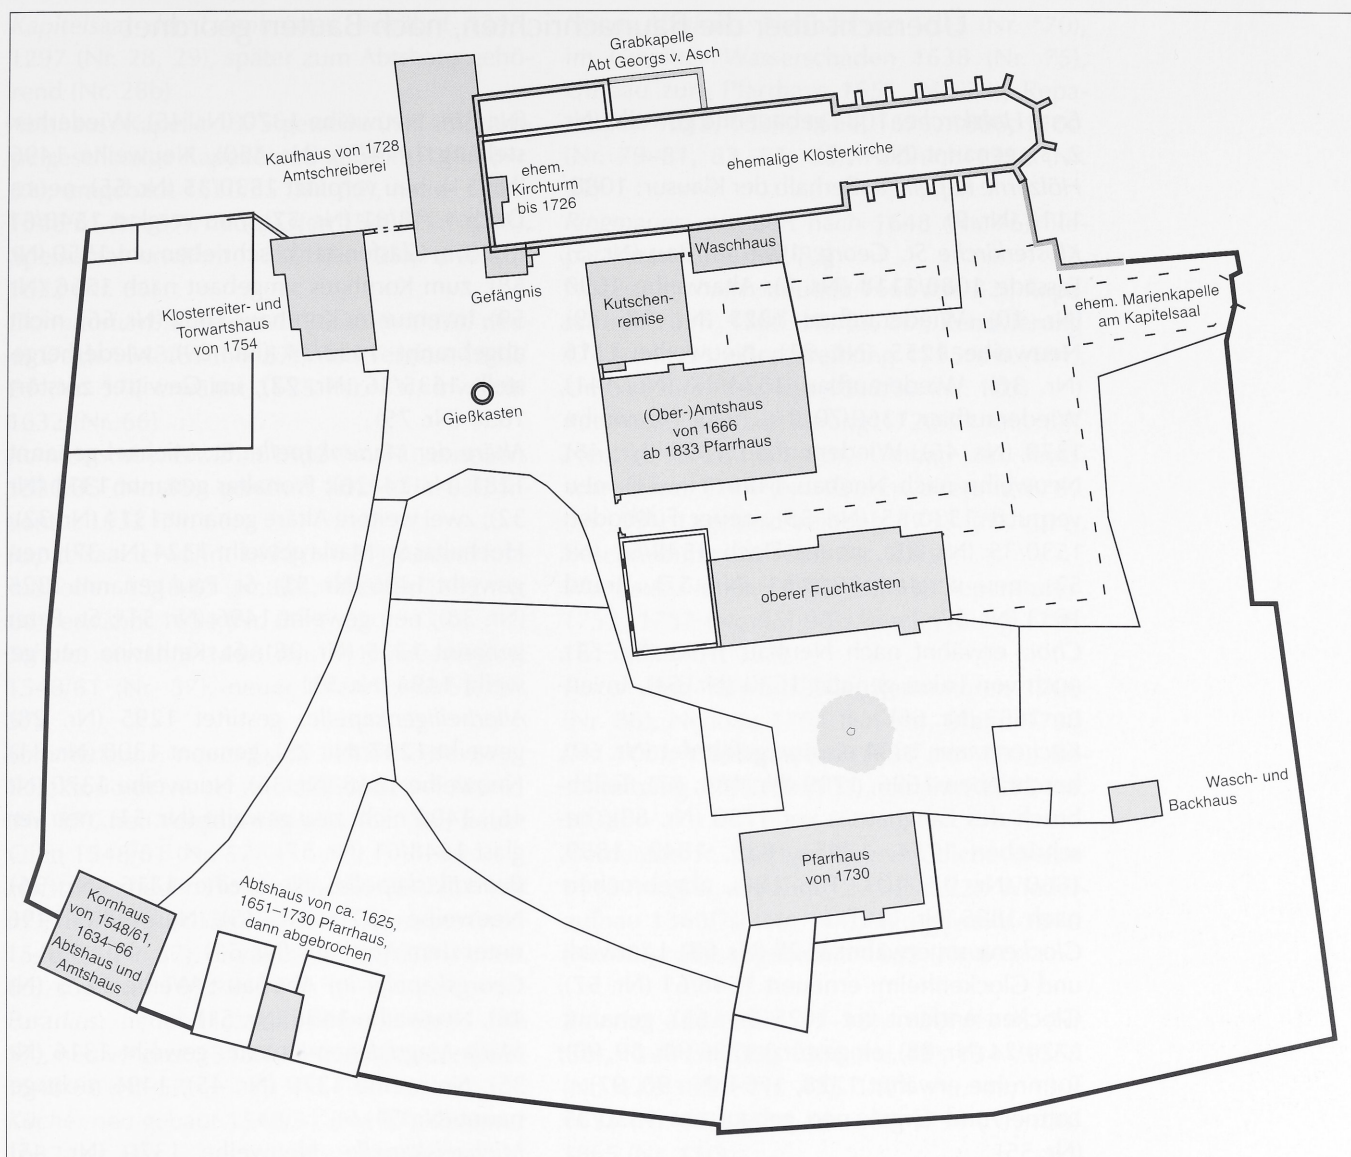 Grabkapelle
Abt Georgs v. Asch
Kaufhaus von 1728
Amtschreiberei
ehem.
Kirchturm
bis 1726
ehemalige Klosterkirche
Waschhaus
Gefängnis
Kutschen-
remise
ehem. Marienkapelle
am Kapitelsaal
Klosterreiter- und
Torwartshaus
von 1754
Gießkasten
(Ober-)Amtshaus
von 1666
ab 1833 Pfarrhaus
oberer Fruchtkasten
Wasch- und
Backhaus
Pfarrhaus
von 1730
Kornhaus
von 1548/61,
1634–66
Abtshaus und
Amtshaus
Abtshaus von ca. 1625,
1651–1730 Pfarrhaus,
dann abgebrochen